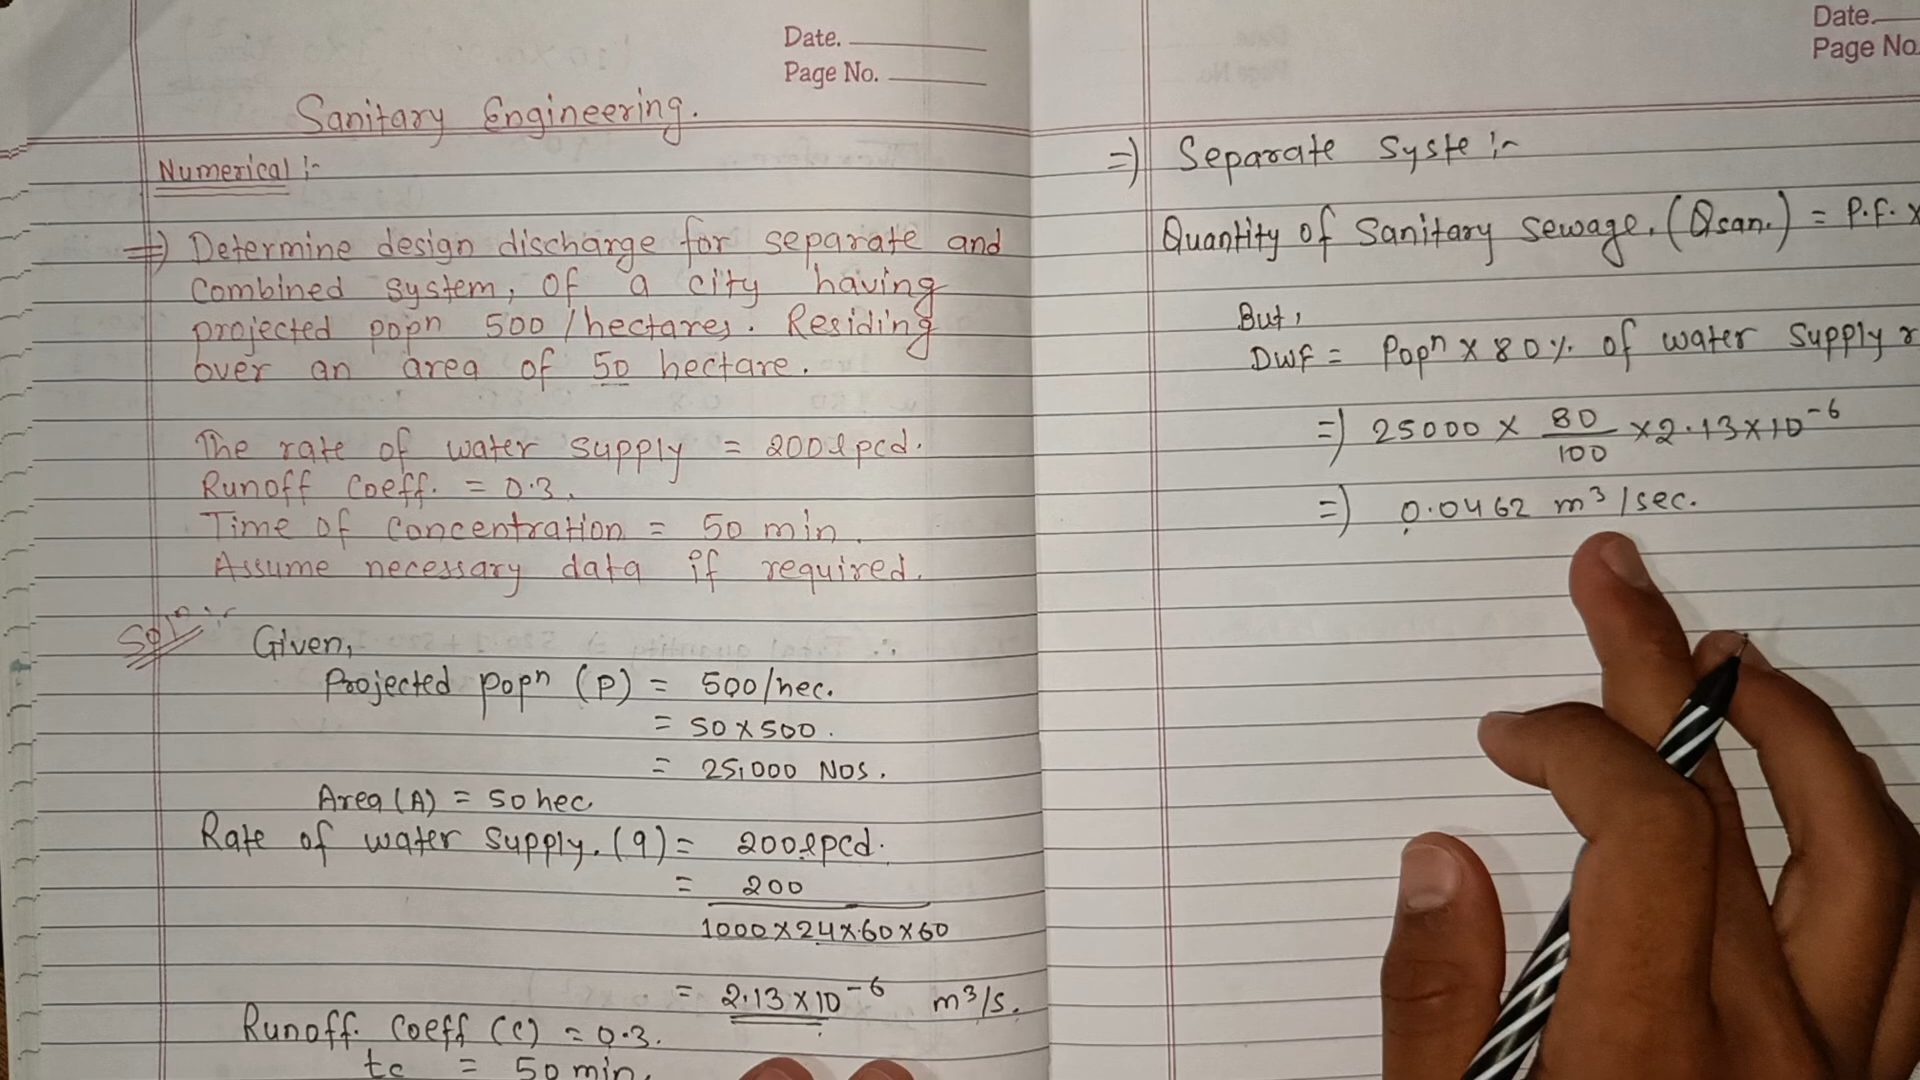 Date.
Page No.
Sanitary Engineering.
Numerical :-
=) Determine design discharge for separate and
combined system, of a city having
projected popn 500 / hectares. Residing
over an area of 50 hectare.
The rate of water supply = 200 lpcd.
Runoff coeff. = 0.3.
Time of concentration = 50 min.
Assume necessary data if required.
Soln :-
Given,
Projected popn (P) = 500/hec.
= 50 x 500.
= 25,000 Nos.
Area (A) = 50 hec
Rate of water supply. (q) = 200 lpcd.
= 200
1000 x 24 x 60 x 60
= 2.13 x 10^-6 m³/s.
Runoff. coeff (c) = 0.3.
tc = 50 min.
Date.
Page No.
=) Separate syste :-
Quantity of sanitary sewage. (Qsan.) = P.F. x
But,
DWF = Popn x 80 % of water supply
=) 25000 x 80/100 x 2.13 x 10^-6
=) 0.0462 m³/sec.